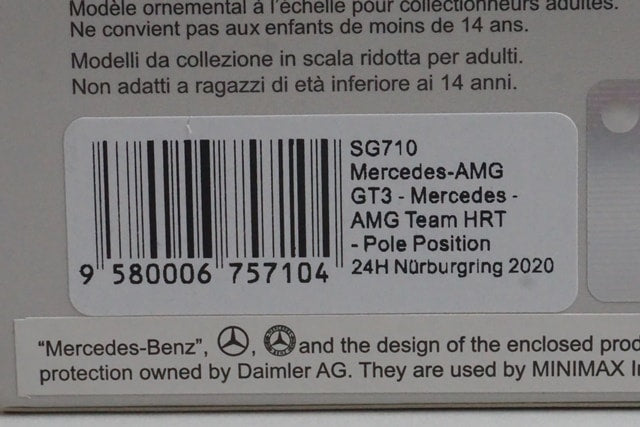 Modèle ornemental à l'échelle pour collectionneurs adultes.
Ne convient pas aux enfants de moins de 14 ans.
Modelli da collezione in scala ridotta per adulti.
Non adatti a ragazzi di età inferiore ai 14 anni.
SG710
Mercedes-AMG
GT3 - Mercedes -
AMG Team HRT
- Pole Position
24H Nürburgring 2020
9 580006 757104
"Mercedes-Benz", , and the design of the enclosed
protection owned by Daimler AG. They are used by MINIMAX